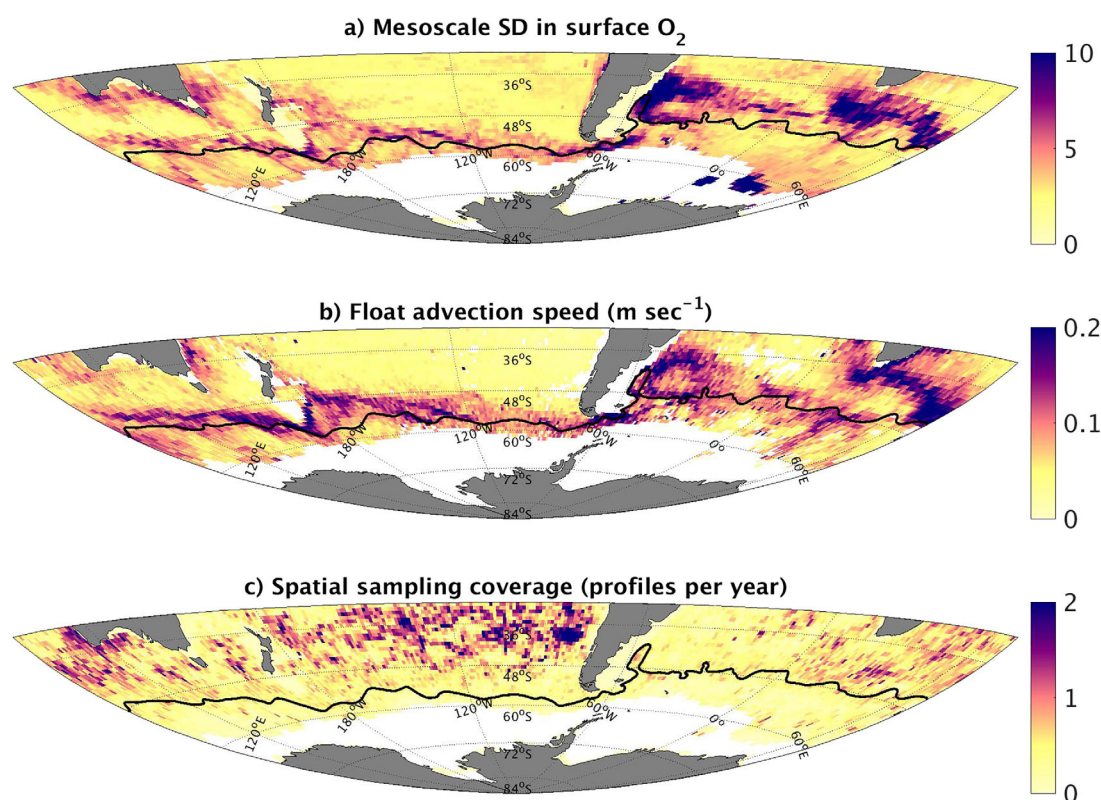 a) Mesoscale SD in surface O₂
36°S
48°S
60°S
72°S
84°S
120°E
180°W
120°W
60°W
0°
60°E
10
5
0
b) Float advection speed (m sec⁻¹)
36°S
48°S
60°S
72°S
84°S
120°E
180°W
120°W
60°W
0°
60°E
0.2
0.1
0
c) Spatial sampling coverage (profiles per year)
36°S
48°S
60°S
72°S
84°S
120°E
180°W
120°W
60°W
0°
60°E
2
1
0